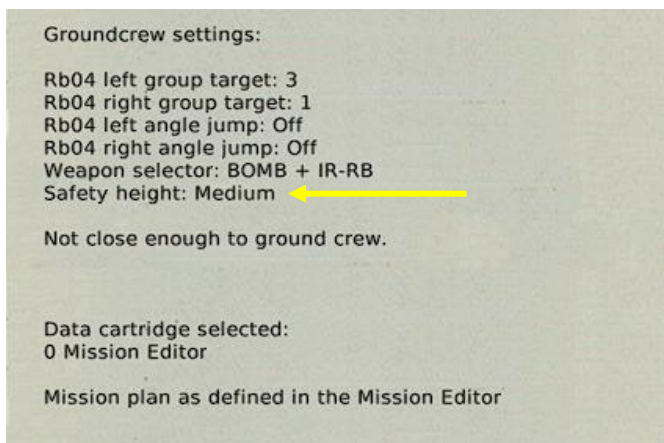 Groundcrew settings:
Rb04 left group target: 3
Rb04 right group target: 1
Rb04 left angle jump: Off
Rb04 right angle jump: Off
Weapon selector: BOMB + IR-RB
Safety height: Medium
Not close enough to ground crew.
Data cartridge selected:
0 Mission Editor
Mission plan as defined in the Mission Editor